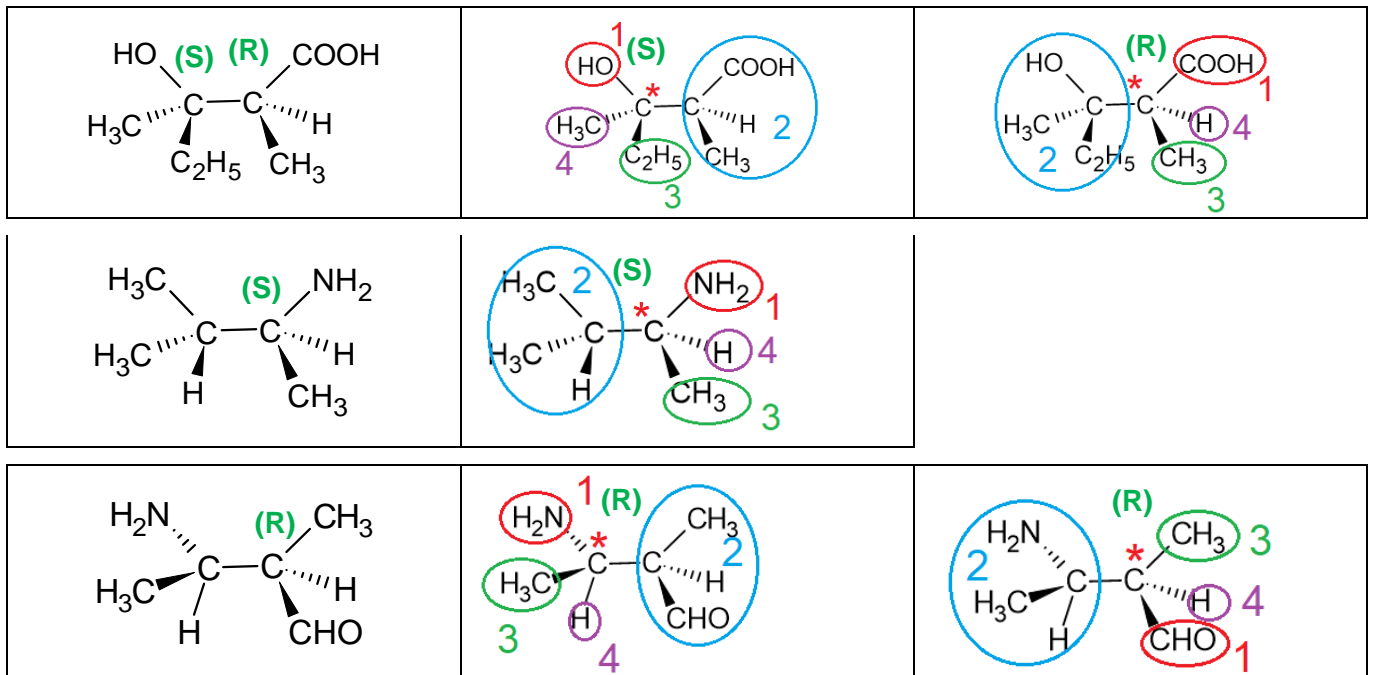 HO (S) (R) COOH
C C
H₃C H
C₂H₅ CH₃
1 (S)
HO COOH
* C C
H₃C H 2
4 C₂H₅ CH₃
3
(R)
HO COOH
* 1
C C
H₃C H 4
2 C₂H₅ CH₃
3
H₃C (S) NH₂
C C
H₃C H
H CH₃
2 (S)
H₃C NH₂
* 1
C C
H₃C H 4
H CH₃
3
H₂N (R) CH₃
C C
H₃C H
H CHO
1 (R)
H₂N CH₃
* 2
C C
H₃C H
H CHO
3 4
(R)
H₂N CH₃ 3
2 *
C C
H₃C H 4
H CHO
1